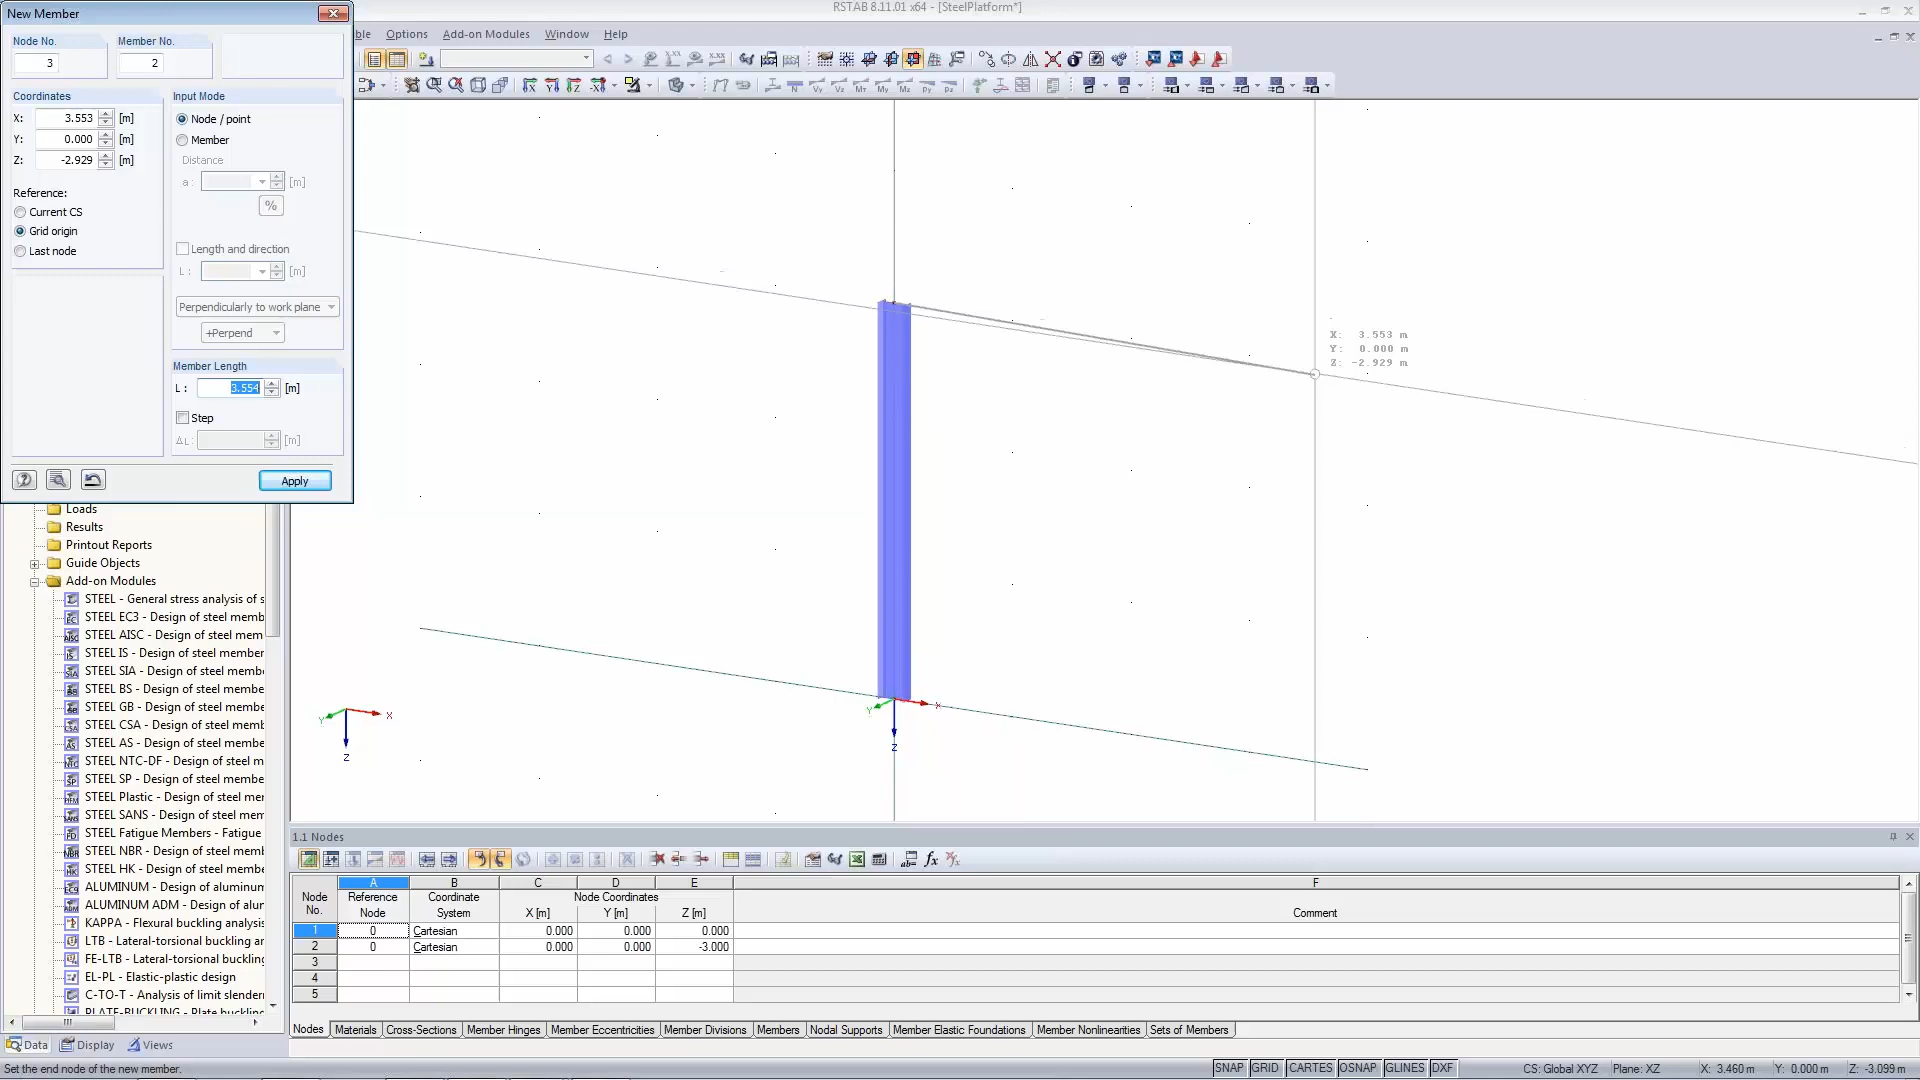 New Member
RSTAB 8.11.01 x64 - [SteelPlatform*]
Node No.
Member No.
3
2
Options
Add-on Modules
Window
Help
Coordinates
Input Mode
X:
3.553
[m]
Node / point
Y:
0.000
[m]
Member
Z:
-2.929
[m]
Distance
a :
[m]
Reference:
%
Current CS
Grid origin
Last node
Length and direction
L :
[m]
Perpendicularly to work plane
+Perpend
Member Length
L :
3.554
[m]
Step
ΔL:
[m]
Apply
X: 3.553 m
Y: 0.000 m
Z: -2.929 m
Loads
Results
Printout Reports
Guide Objects
Add-on Modules
STEEL - General stress analysis of s
STEEL EC3 - Design of steel memb
STEEL AISC - Design of steel mem
STEEL IS - Design of steel membe
STEEL SIA - Design of steel memb
STEEL BS - Design of steel membe
STEEL GB - Design of steel membe
STEEL CSA - Design of steel memb
STEEL AS - Design of steel membe
STEEL NTC-DF - Design of steel m
STEEL SP - Design of steel membe
STEEL Plastic - Design of steel mer
STEEL SANS - Design of steel mem
STEEL Fatigue Members - Fatigue
STEEL NBR - Design of steel memb
STEEL HK - Design of steel membe
ALUMINUM - Design of aluminum
ALUMINUM ADM - Design of alur
KAPPA - Flexural buckling analysis
LTB - Lateral-torsional buckling ar
FE-LTB - Lateral-torsional buckling
EL-PL - Elastic-plastic design
C-TO-T - Analysis of limit slenderr
PLATE-BUCKLING - Plate buckling
Y
X
Z
Y
X
Z
1.1 Nodes
A
B
C
D
E
F
Node No.
Reference Node
Coordinate System
Node Coordinates
X [m]
Y [m]
Z [m]
Comment
1
0
Cartesian
0.000
0.000
0.000
2
0
Cartesian
0.000
0.000
-3.000
3
4
5
Nodes
Materials
Cross-Sections
Member Hinges
Member Eccentricities
Member Divisions
Members
Nodal Supports
Member Elastic Foundations
Member Nonlinearities
Sets of Members
Data
Display
Views
Set the end node of the new member.
SNAP
GRID
CARTES
OSNAP
GLINES
DXF
CS: Global XYZ
Plane: XZ
X: 3.460 m
Y: 0.000 m
Z: -3.099 m